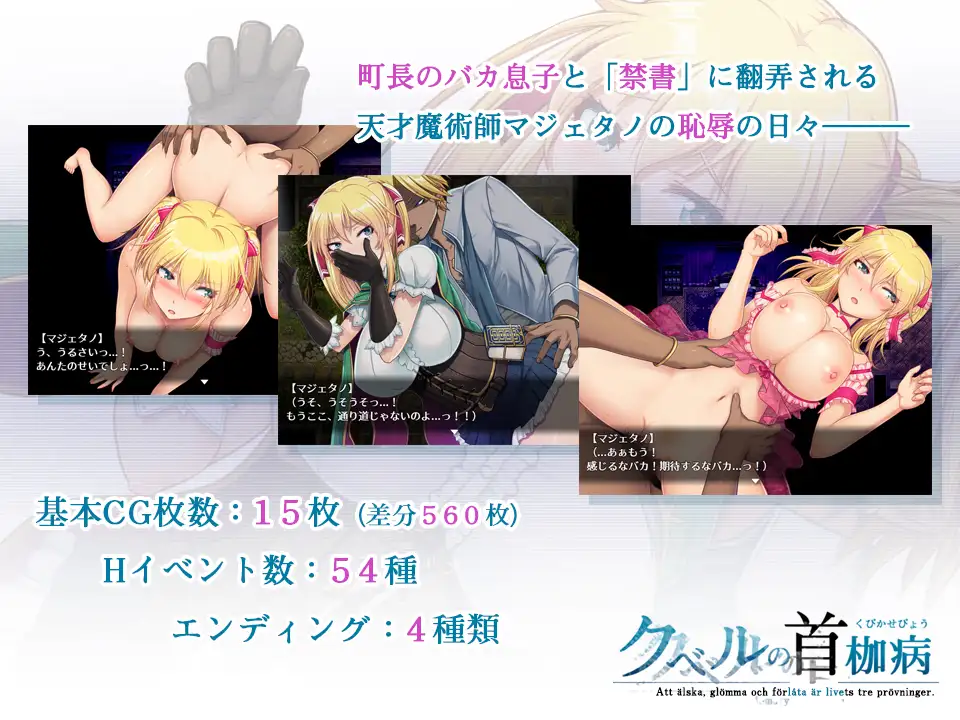 町長のバカ息子と「禁書」に翻弄される
天才魔術師マジェタノの恥辱の日々―――
【マジェタノ】
う、うるさいっ…！
あんたのせいでしょ…っ…！
【マジェタノ】
（うそ、うそうそっ…！
もうここ、通り道じゃないのよ…っ！！）
【マジェタノ】
（…あぁもう！
感じるなバカ！期待するなバカ…っ！）
基本CG枚数：１５枚（差分５６０枚）
Hイベント数：５４種
エンディング：４種類
くびかせびょう
クベルの首枷病
Att älska, glömma och förlåta är livets tre prövninger.